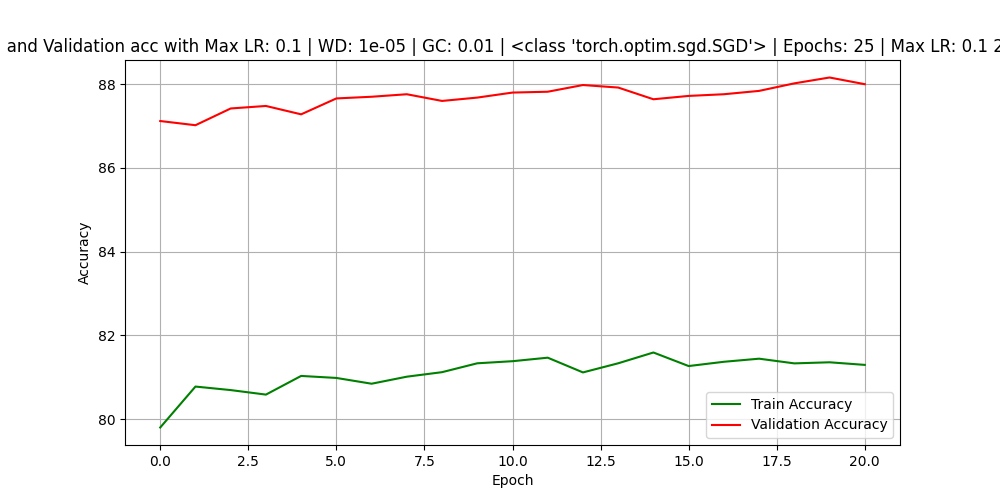 and Validation acc with Max LR: 0.1 | WD: 1e-05 | GC: 0.01 | <class 'torch.optim.sgd.SGD'> | Epochs: 25 | Max LR: 0.1 2
88
86
84
82
80
Accuracy
0.0 2.5 5.0 7.5 10.0 12.5 15.0 17.5 20.0
Epoch
Train Accuracy
Validation Accuracy